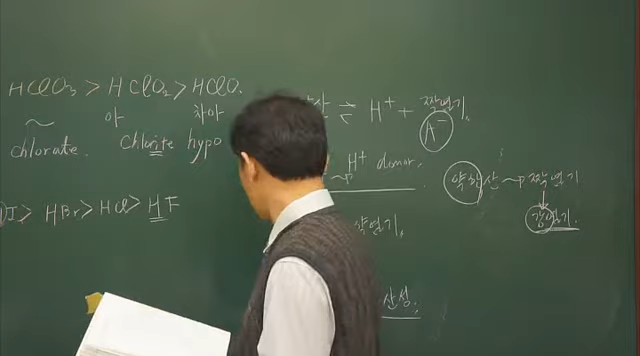 HClO₃ > HClO₂ > HClO.
아 차아
chlorate. chlorite hypo
산 ⇌ H⁺ + 짝염기.
A⁻
H⁺ donor.
약한 산 ⇝ 짝염기
강염기.
I > HBr > HCl > HF
약염기,
산성.